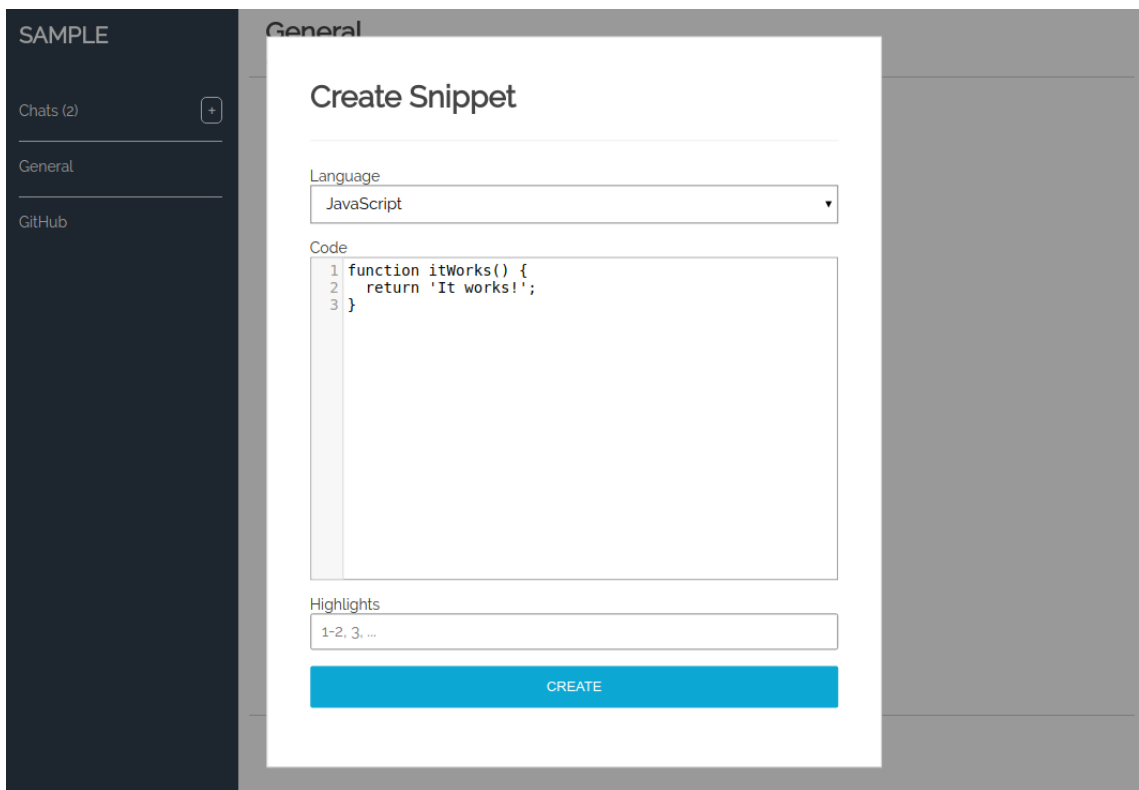 SAMPLE
Chats (2)
+
General
GitHub
General
Create Snippet
Language
JavaScript
Code
1 function itWorks() {
2   return 'It works!';
3 }
Highlights
1-2, 3, ...
CREATE